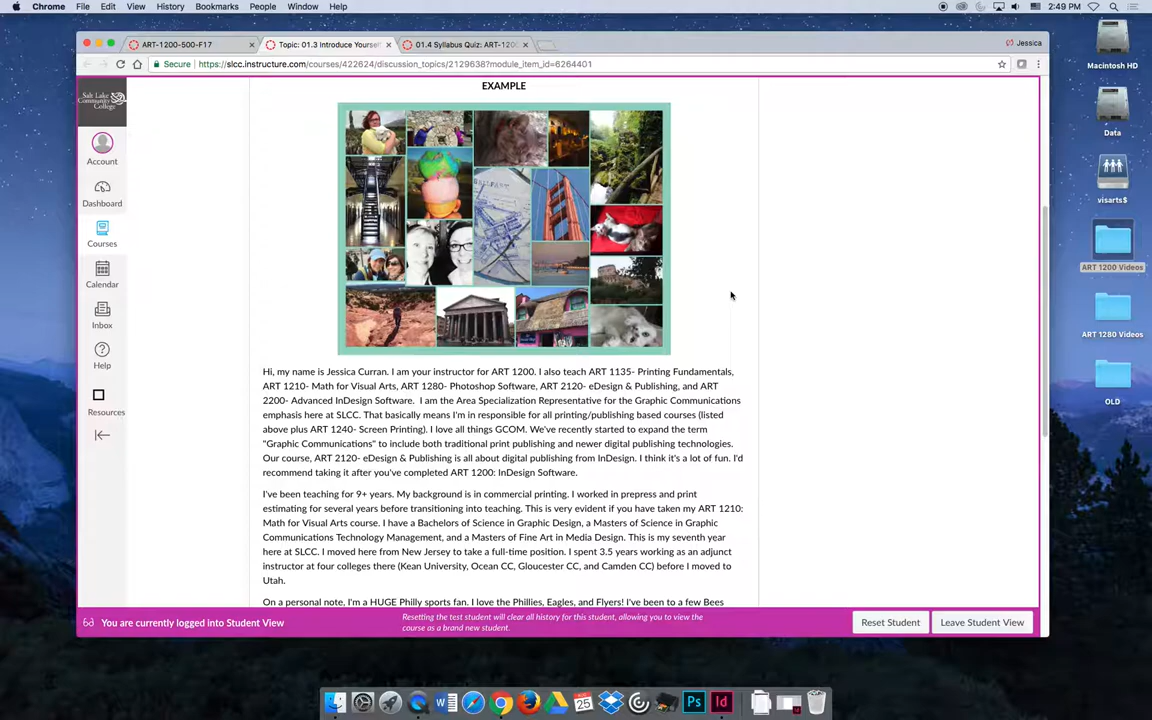 Chrome File Edit View History Bookmarks People Window Help 2:49 PM
ART-1200-500-F17
Topic: 01.3 Introduce Yourself
01.4 Syllabus Quiz: ART-120
Jessica
Secure https://slcc.instructure.com/courses/422624/discussion_topics/2129638?module_item_id=6264401
Salt Lake
Community
College
Account
Dashboard
Courses
Calendar
Inbox
Help
Resources
EXAMPLE
Hi, my name is Jessica Curran. I am your instructor for ART 1200. I also teach ART 1135- Printing Fundamentals,
ART 1210- Math for Visual Arts, ART 1280- Photoshop Software, ART 2120- eDesign & Publishing, and ART
2200- Advanced InDesign Software. I am the Area Specialization Representative for the Graphic Communications
emphasis here at SLCC. That basically means I'm in responsible for all printing/publishing based courses (listed
above plus ART 1240- Screen Printing). I love all things GCOM. We've recently started to expand the term
"Graphic Communications" to include both traditional print publishing and newer digital publishing technologies.
Our course, ART 2120- eDesign & Publishing is all about digital publishing from InDesign. I think it's a lot of fun. I'd
recommend taking it after you've completed ART 1200: InDesign Software.
I've been teaching for 9+ years. My background is in commercial printing. I worked in prepress and print
estimating for several years before transitioning into teaching. This is very evident if you have taken my ART 1210:
Math for Visual Arts course. I have a Bachelors of Science in Graphic Design, a Masters of Science in Graphic
Communications Technology Management, and a Masters of Fine Art in Media Design. This is my seventh year
here at SLCC. I moved here from New Jersey to take a full-time position. I spent 3.5 years working as an adjunct
instructor at four colleges there (Kean University, Ocean CC, Gloucester CC, and Camden CC) before I moved to
Utah.
On a personal note, I'm a HUGE Philly sports fan. I love the Phillies, Eagles, and Flyers! I've been to a few Bees
You are currently logged into Student View
Resetting the test student will clear all history for this student, allowing you to view the
course as a brand new student.
Reset Student
Leave Student View
Macintosh HD
Data
visarts$
ART 1200 Videos
ART 1280 Videos
OLD
W
25
Ps
Id